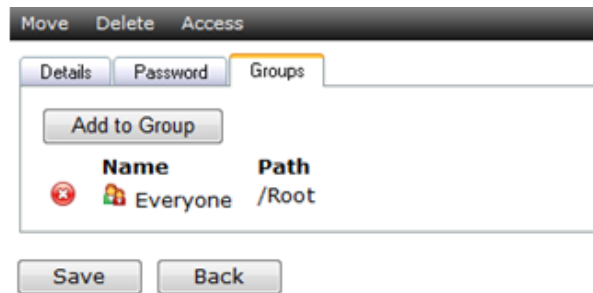 Move Delete Access
Details Password Groups
Add to Group
Name Path
Everyone /Root
Save Back